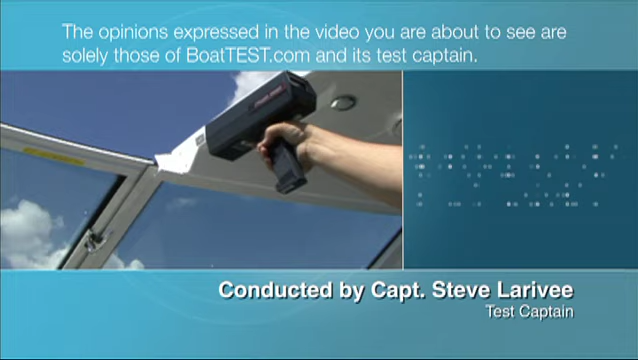 The opinions expressed in the video you are about to see are
solely those of BoatTEST.com and its test captain.
Conducted by Capt. Steve Larivee
Test Captain